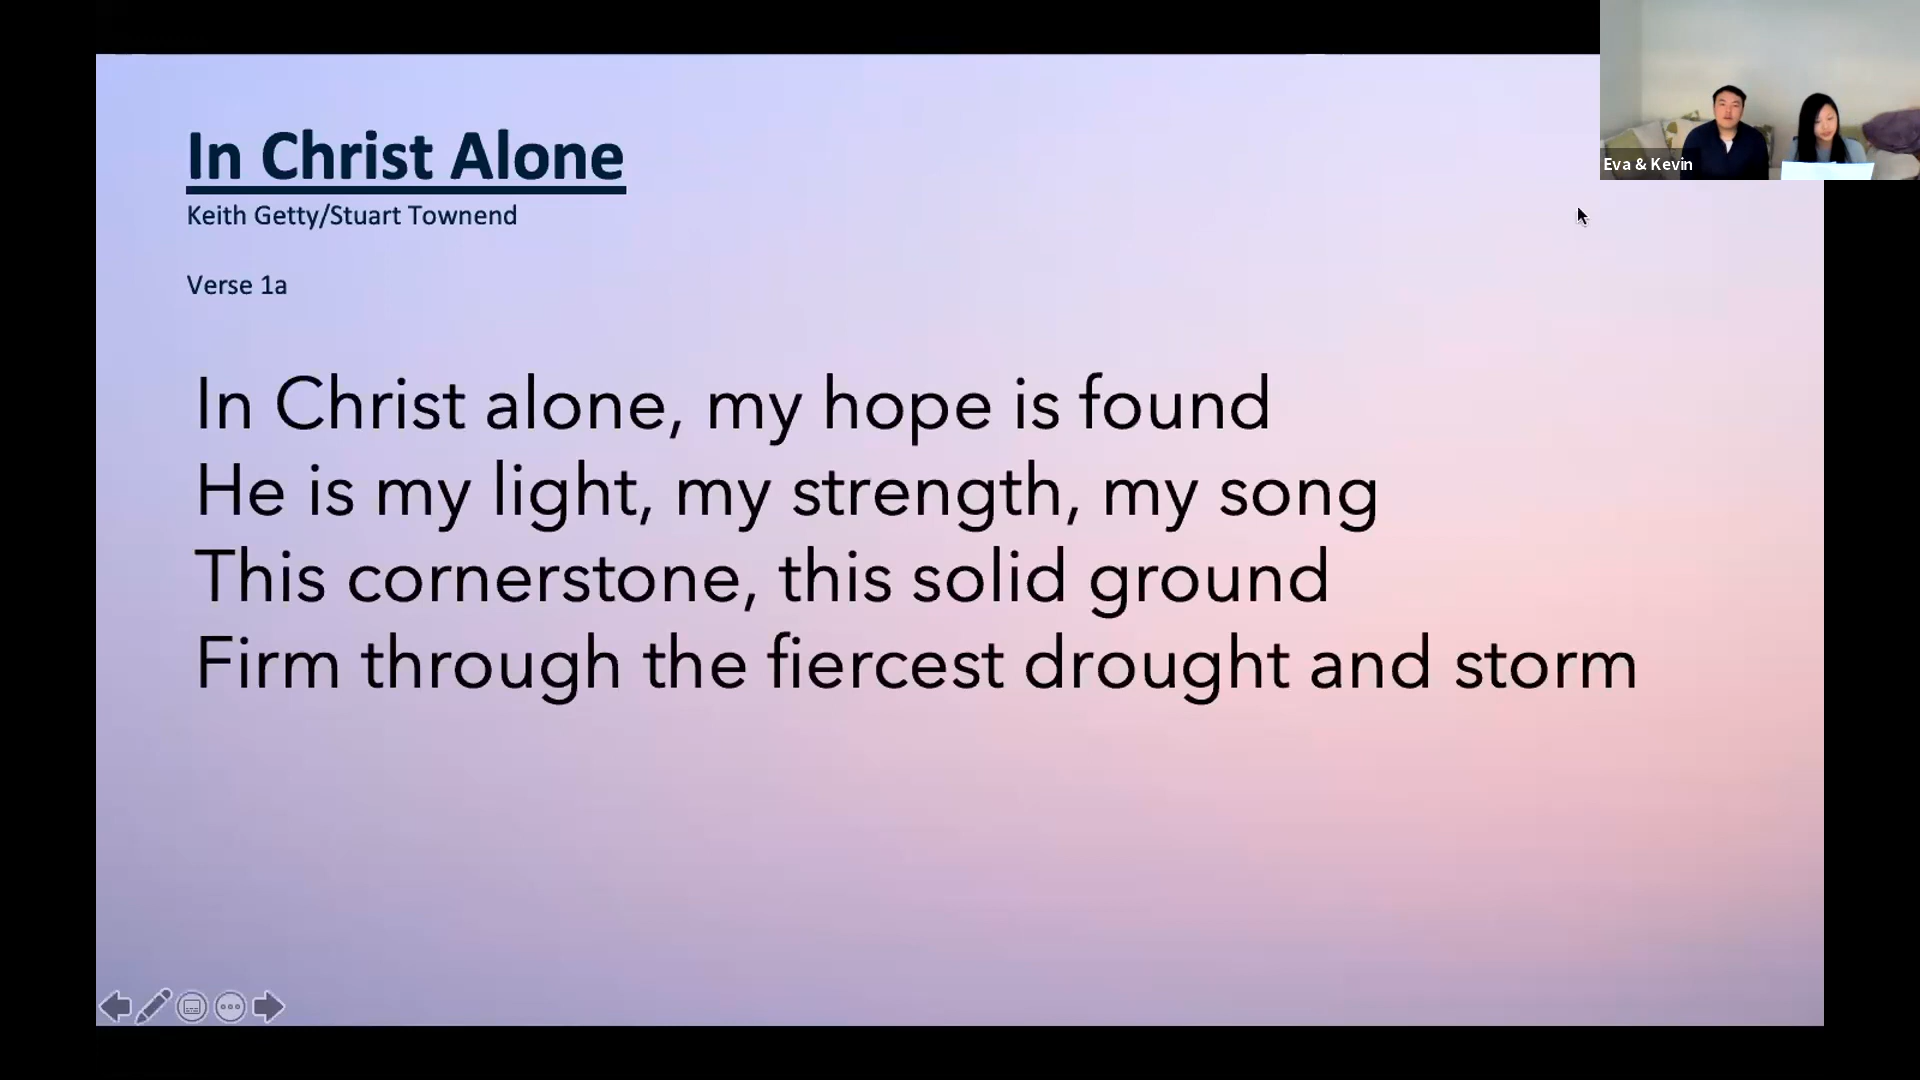 In Christ Alone
Keith Getty/Stuart Townend
Verse 1a
In Christ alone, my hope is found
He is my light, my strength, my song
This cornerstone, this solid ground
Firm through the fiercest drought and storm
Eva & Kevin